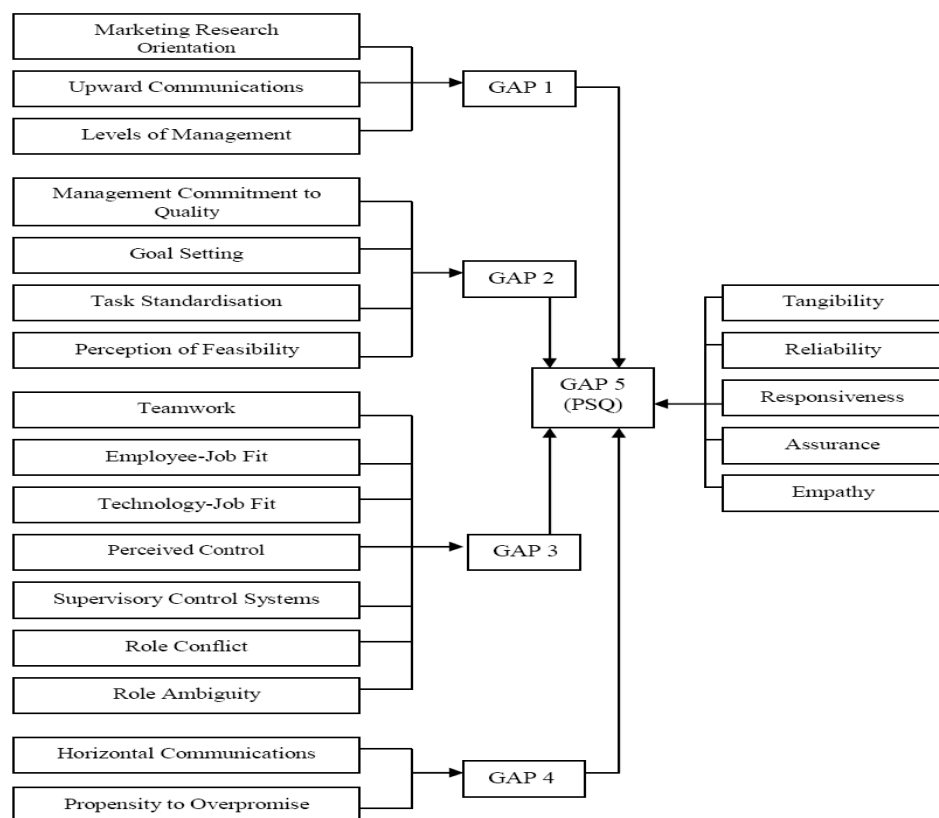 Marketing Research
Orientation
Upward Communications
Levels of Management
GAP 1
Management Commitment to
Quality
Goal Setting
Task Standardisation
Perception of Feasibility
GAP 2
Teamwork
Employee-Job Fit
Technology-Job Fit
Perceived Control
Supervisory Control Systems
Role Conflict
Role Ambiguity
GAP 3
Horizontal Communications
Propensity to Overpromise
GAP 4
GAP 5
(PSQ)
Tangibility
Reliability
Responsiveness
Assurance
Empathy